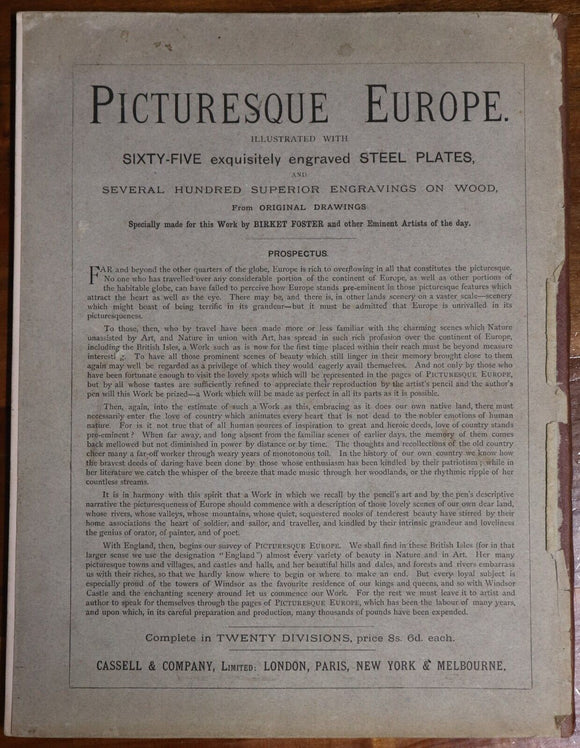 PICTURESQUE EUROPE.
ILLUSTRATED WITH
SIXTY-FIVE exquisitely engraved STEEL PLATES,
AND
SEVERAL HUNDRED SUPERIOR ENGRAVINGS ON WOOD,
From ORIGINAL DRAWINGS
Specially made for this Work by BIRKET FOSTER and other Eminent Artists of the day.
PROSPECTUS.
FAR and beyond the other quarters of the globe, Europe is rich to overflowing in all that constitutes the picturesque.
No one who has travelled over any considerable portion of the continent of Europe, as well as other portions of
the habitable globe, can have failed to perceive how Europe stands pre-eminent in those picturesque features which
attract the heart as well as the eye. There may be, and there is, in other lands scenery on a vaster scale—scenery
which might boast of being terrific in its grandeur—but it must be admitted that Europe is unrivalled in its
picturesqueness.
To those, then, who by travel have been made more or less familiar with the charming scenes which Nature
unassisted by Art, and Nature in union with Art, has spread in such rich profusion over the continent of Europe,
including the British Isles, a Work such as is now for the first time placed within their reach must be beyond measure
interesting. To have all those prominent scenes of beauty which still linger in their memory brought close to them
again may well be regarded as a privilege of which they would eagerly avail themselves. And not only by those who
have been fortunate enough to visit the lovely spots which will be represented in the pages of PICTURESQUE EUROPE,
but by all whose tastes are sufficiently refined to appreciate their reproduction by the artist's pencil and the author's
pen will this Work be prized—a Work which will be made as perfect in all its parts as it is possible.
Then, again, into the estimate of such a Work as this, embracing as it does our own native land, there must
necessarily enter the love of country which animates every heart that is not dead to the nobler emotions of human
nature. For is it not true that of all human sources of inspiration to great and heroic deeds, love of country stands
pre-eminent? When far away, and long absent from the familiar scenes of earlier days, the memory of them comes
back mellowed but not diminished in power by distance or by time. The thoughts and recollections of the old country
cheer many a far-off worker through weary years of monotonous toil. In the history of our own country we know how
the bravest deeds of daring have been done by those whose enthusiasm has been kindled by their patriotism; while in
her literature we catch the whisper of the breeze that made music through her woodlands, or the rhythmic ripple of her
countless streams.
It is in harmony with this spirit that a Work in which we recall by the pencil's art and by the pen's descriptive
narrative the picturesqueness of Europe should commence with a description of those lovely scenes of our own dear land,
whose rivers, whose valleys, whose mountains, whose quiet, sequestered nooks of tenderest beauty have stirred by their
home associations the heart of soldier, and sailor, and traveller, and kindled by their intrinsic grandeur and loveliness
the genius of orator, of painter, and of poet.
With England, then, begins our survey of PICTURESQUE EUROPE. We shall find in these British Isles (for in that
larger sense we use the designation "England") almost every variety of beauty in Nature and in Art. Her many
picturesque towns and villages, and castles and halls, and her beautiful hills and dales, and forests and rivers embarrass
us with their riches, so that we hardly know where to begin or where to make an end. But every loyal subject is
especially proud of the towers of Windsor as the favourite residence of our kings and queens, and so with Windsor
Castle and the enchanting scenery around let us commence our Work. For the rest we must leave it to artist and
author to speak for themselves through the pages of PICTURESQUE EUROPE, which has been the labour of many years,
and upon which, in its careful preparation and production, many thousands of pounds have been expended.
Complete in TWENTY DIVISIONS, price 8s. 6d. each.
CASSELL & COMPANY, LIMITED: LONDON, PARIS, NEW YORK & MELBOURNE.